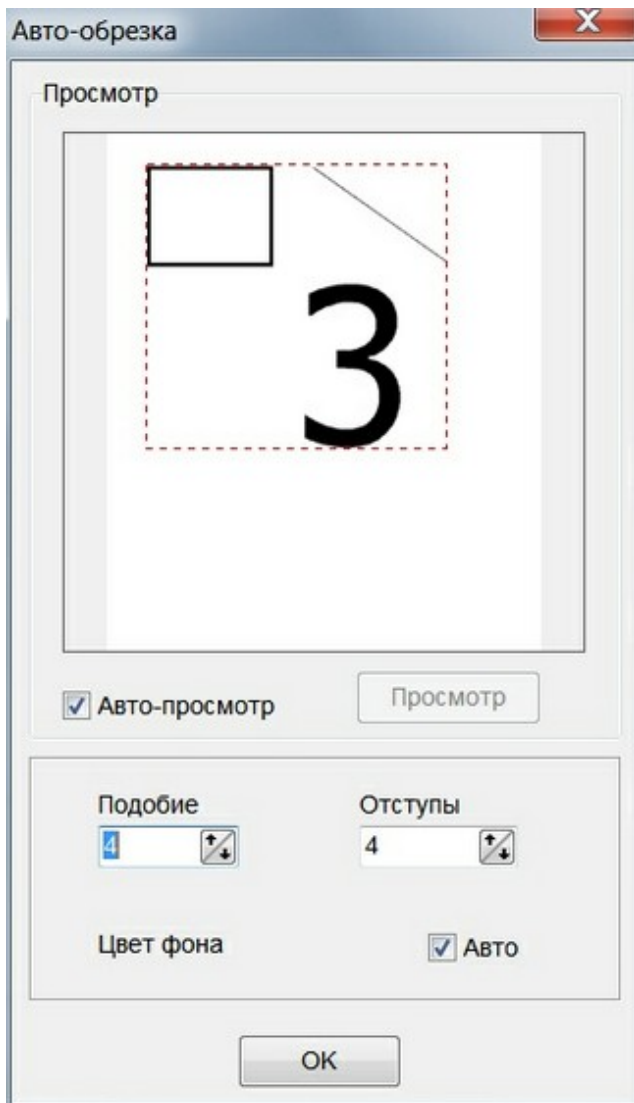 Авто-обрезка
Просмотр
3
Авто-просмотр
Просмотр
Подобие
Отступы
4
4
Цвет фона
Авто
OK